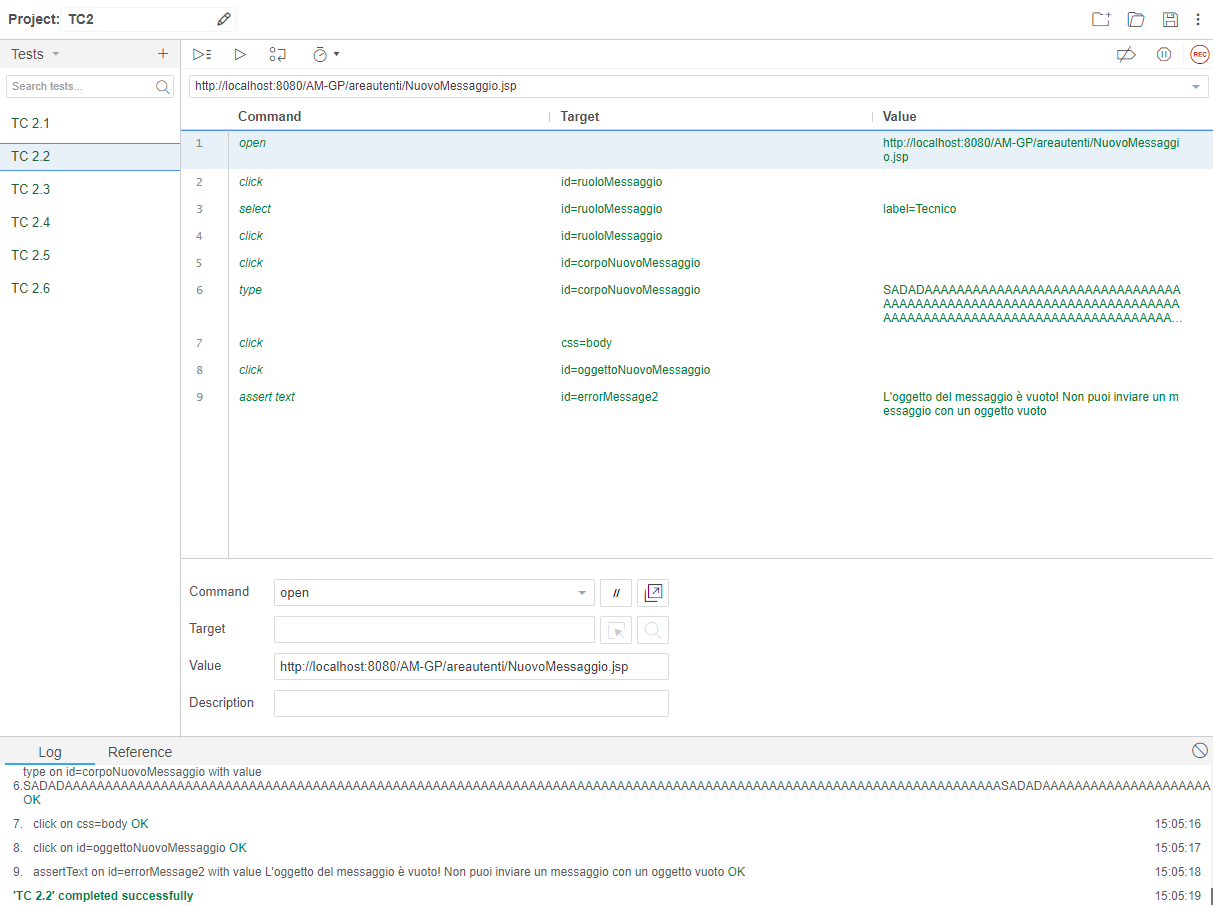 Project: TC2
Tests
Search tests...
TC 2.1
TC 2.2
TC 2.3
TC 2.4
TC 2.5
TC 2.6
REC
http://localhost:8080/AM-GP/areautenti/NuovoMessaggio.jsp
Command Target Value
1 open http://localhost:8080/AM-GP/areautenti/NuovoMessaggi
o.jsp
2 click id=ruoloMessaggio
3 select id=ruoloMessaggio label=Tecnico
4 click id=ruoloMessaggio
5 click id=corpoNuovoMessaggio
6 type id=corpoNuovoMessaggio
7 click css=body
8 click id=oggettoNuovoMessaggio
9 assert text id=errorMessage2 L'oggetto del messaggio è vuoto! Non puoi inviare un m
essaggio con un oggetto vuoto
Command open //
Target
Value http://localhost:8080/AM-GP/areautenti/NuovoMessaggio.jsp
Description
Log Reference
type on id=corpoNuovoMessaggio with value
6.
OK
7. click on css=body OK 15:05:16
8. click on id=oggettoNuovoMessaggio OK 15:05:17
9. assertText on id=errorMessage2 with value L'oggetto del messaggio è vuoto! Non puoi inviare un messaggio con un oggetto vuoto OK 15:05:18
'TC 2.2' completed successfully 15:05:19